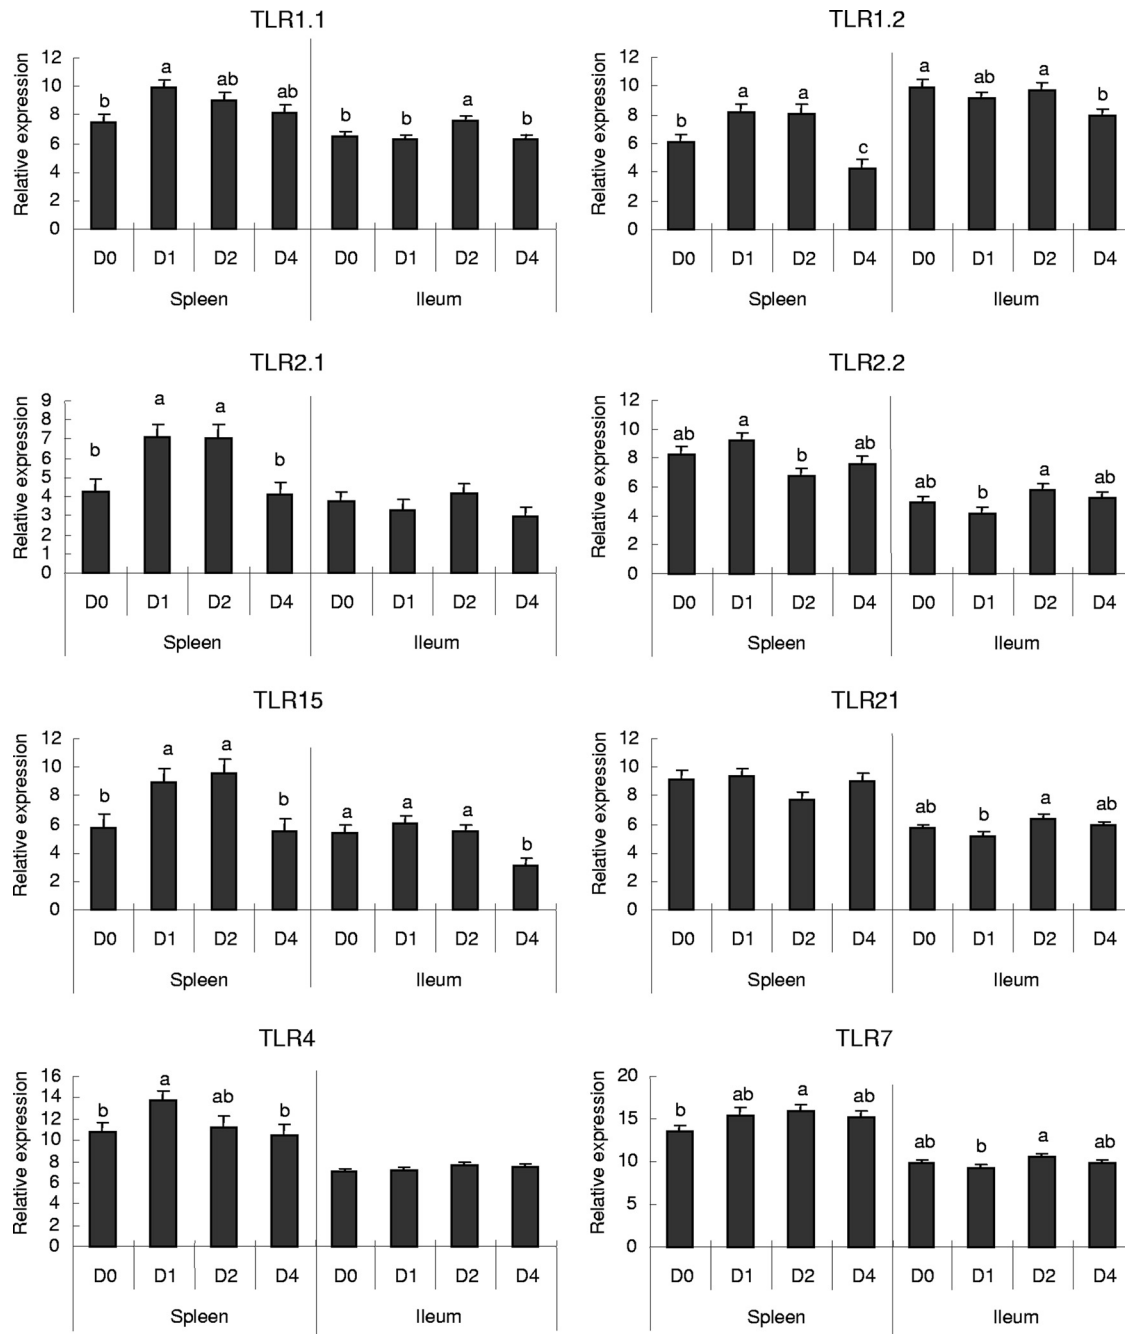 TLR1.1
Relative expression
12
10
8
6
4
2
0
b a ab ab b b a b
D0 D1 D2 D4 D0 D1 D2 D4
Spleen Ileum
TLR1.2
Relative expression
12
10
8
6
4
2
0
b a a c a ab a b
D0 D1 D2 D4 D0 D1 D2 D4
Spleen Ileum
TLR2.1
Relative expression
9
8
7
6
5
4
3
2
1
0
b a a b
D0 D1 D2 D4 D0 D1 D2 D4
Spleen Ileum
TLR2.2
Relative expression
12
10
8
6
4
2
0
ab a b ab ab b a ab
D0 D1 D2 D4 D0 D1 D2 D4
Spleen Ileum
TLR15
Relative expression
12
10
8
6
4
2
0
b a a b a a a b
D0 D1 D2 D4 D0 D1 D2 D4
Spleen Ileum
TLR21
Relative expression
12
10
8
6
4
2
0
ab b a ab
D0 D1 D2 D4 D0 D1 D2 D4
Spleen Ileum
TLR4
Relative expression
16
14
12
10
8
6
4
2
0
b a ab b
D0 D1 D2 D4 D0 D1 D2 D4
Spleen Ileum
TLR7
Relative expression
20
15
10
5
0
b ab a ab ab b a ab
D0 D1 D2 D4 D0 D1 D2 D4
Spleen Ileum